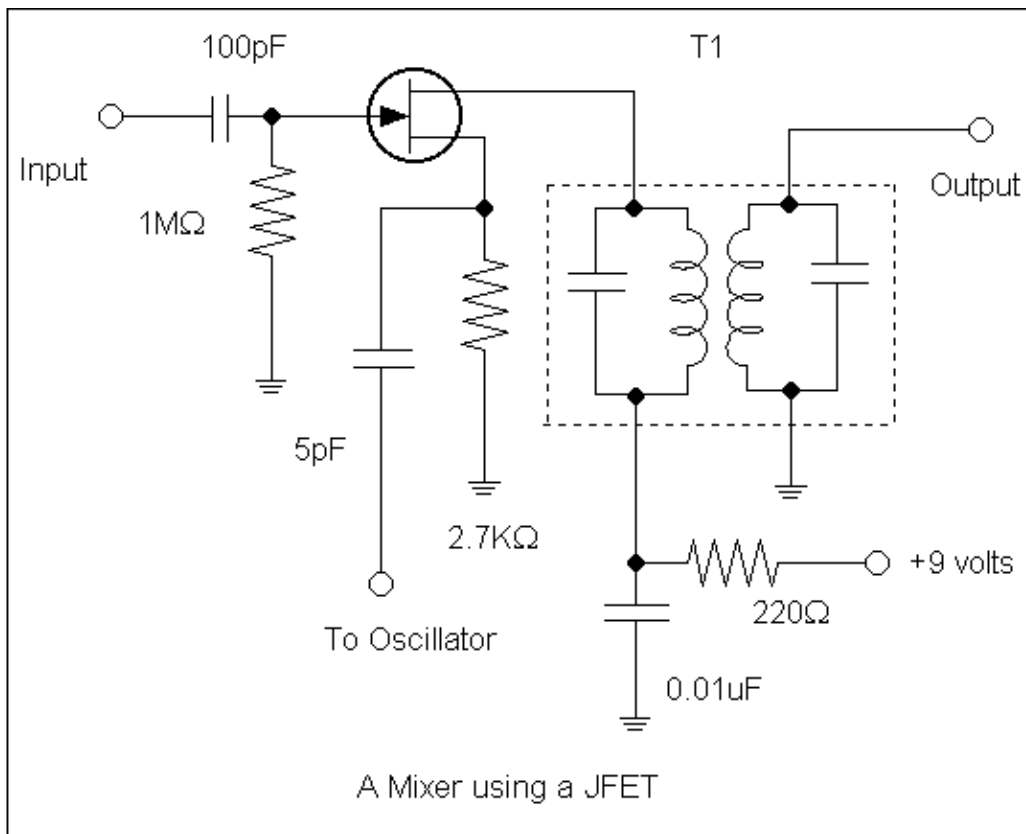 100pF
T1
Input
Output
1MΩ
5pF
2.7KΩ
+9 volts
220Ω
To Oscillator
0.01uF
A Mixer using a JFET